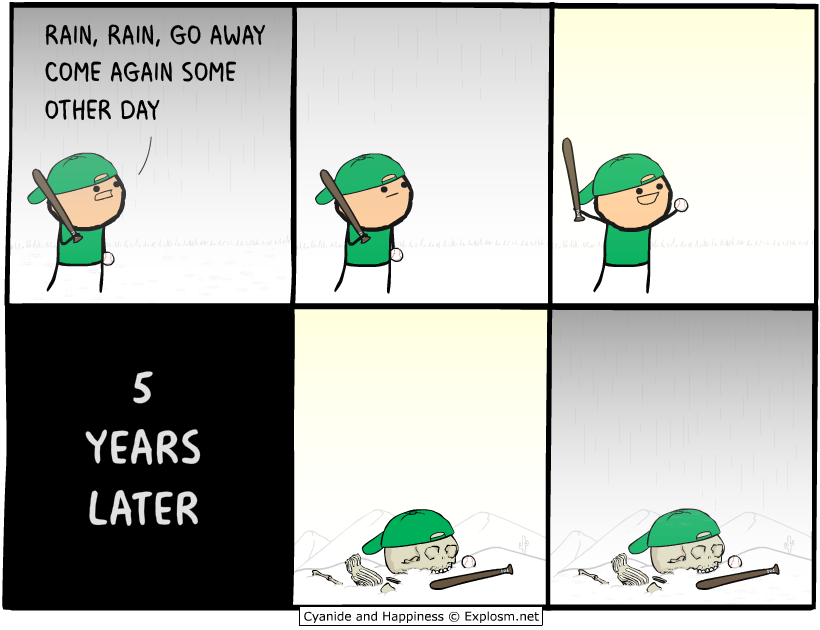 RAIN, RAIN, GO AWAY
COME AGAIN SOME
OTHER DAY
5
YEARS
LATER
Cyanide and Happiness © Explosm.net